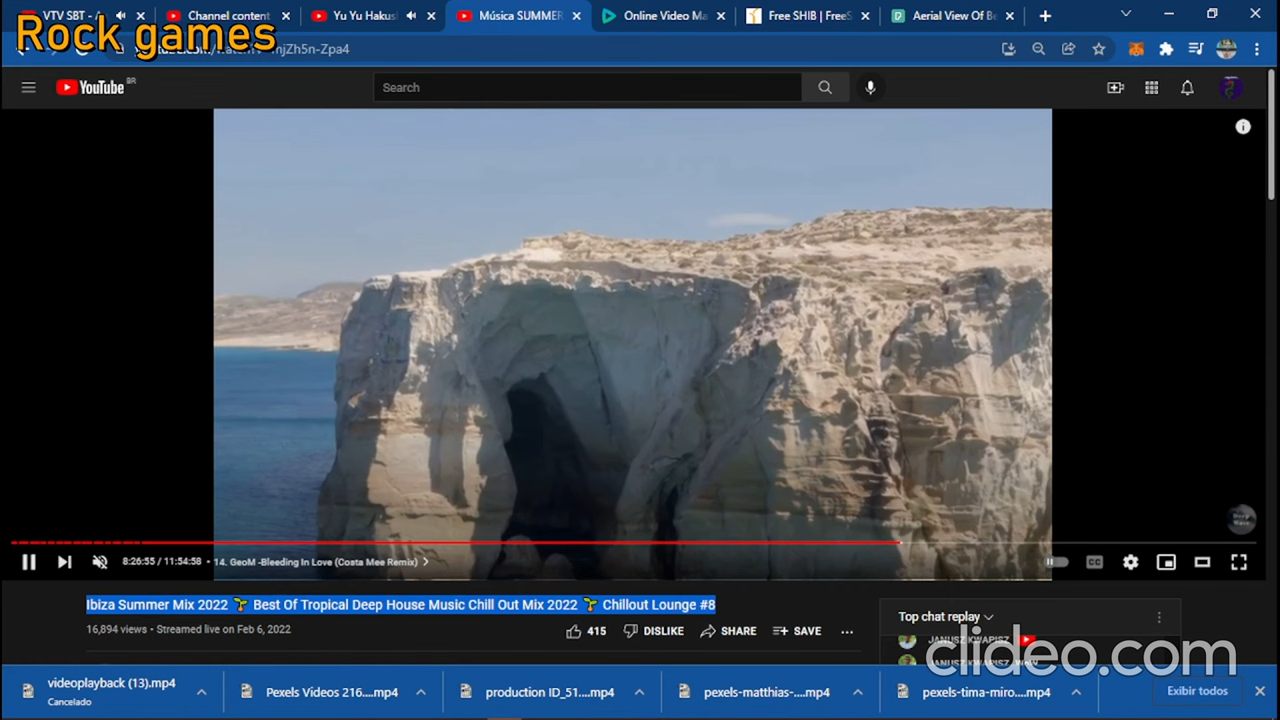 VTV SBT - A
Channel content
Yu Yu Hakus
Música SUMMER
Online Video Ma
Free SHIB | FreeS
Aerial View Of Be
Rock games
YouTube BR
Search
8:26:55 / 11:54:58 • 14. GeoM -Bleeding In Love (Costa Mee Remix)
CC
Ibiza Summer Mix 2022 🌱 Best Of Tropical Deep House Music Chill Out Mix 2022 🌱 Chillout Lounge #8
16,894 views • Streamed live on Feb 6, 2022
415 DISLIKE SHARE SAVE
Top chat replay
JANUSZ KWAPISZ
clideo.com
videoplayback (13).mp4
Cancelado
Pexels Videos 216....mp4
production ID_51....mp4
pexels-matthias-....mp4
pexels-tima-miro....mp4
Exibir todos